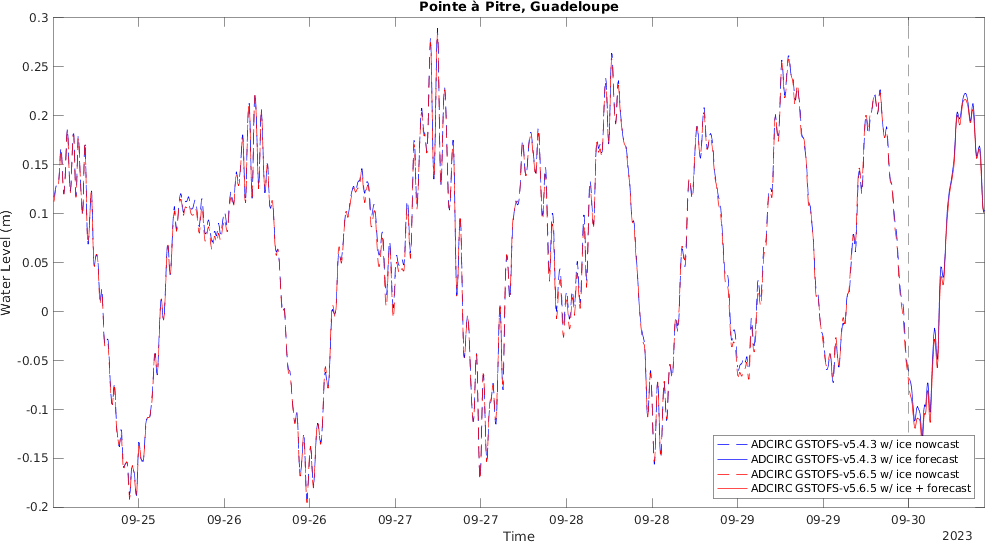 Pointe à Pitre, Guadeloupe
0.3
0.25
0.2
0.15
0.1
0.05
0
-0.05
-0.1
-0.15
-0.2
Water Level (m)
ADCIRC GSTOFS-v5.4.3 w/ ice nowcast
ADCIRC GSTOFS-v5.4.3 w/ ice forecast
ADCIRC GSTOFS-v5.6.5 w/ ice nowcast
ADCIRC GSTOFS-v5.6.5 w/ ice + forecast
09-25 09-26 09-26 09-27 09-27 09-28 09-28 09-29 09-29 09-30
Time
2023